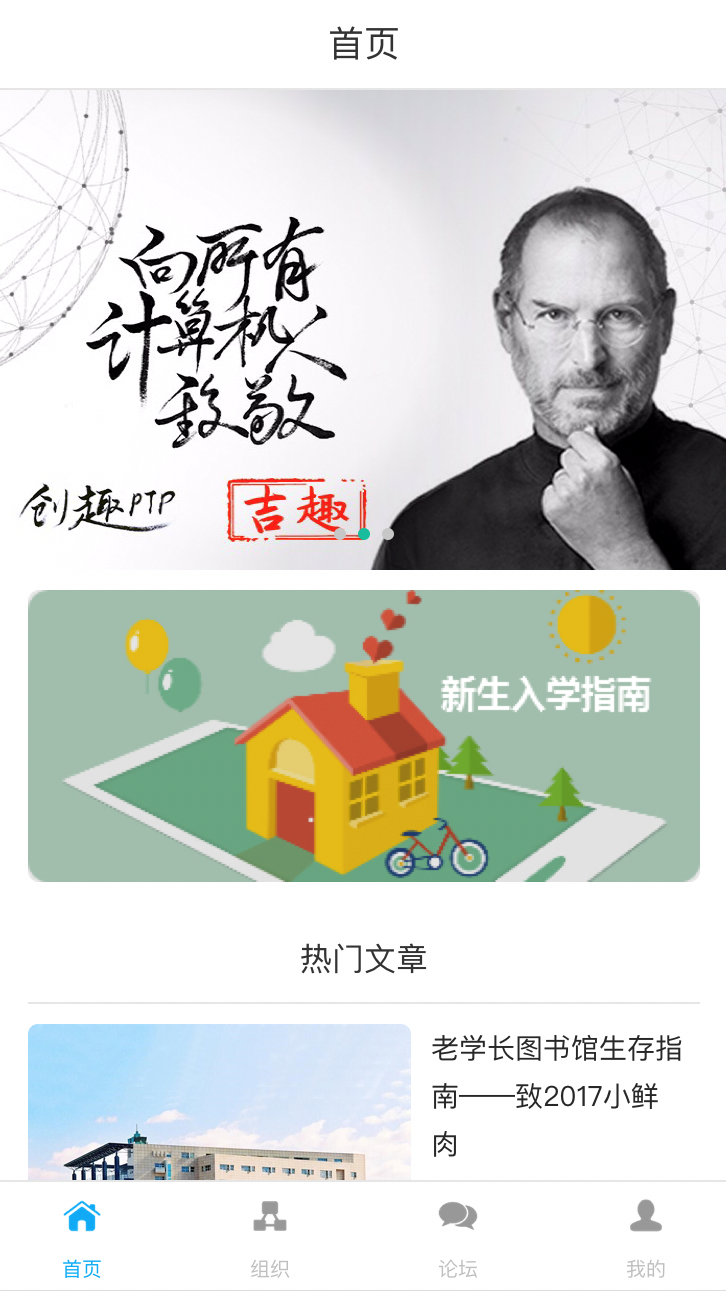 首页
向所有
计算机人
致敬
创趣PTP
吉趣
新生入学指南
热门文章
老学长图书馆生存指
南——致2017小鲜
肉
首页
组织
论坛
我的